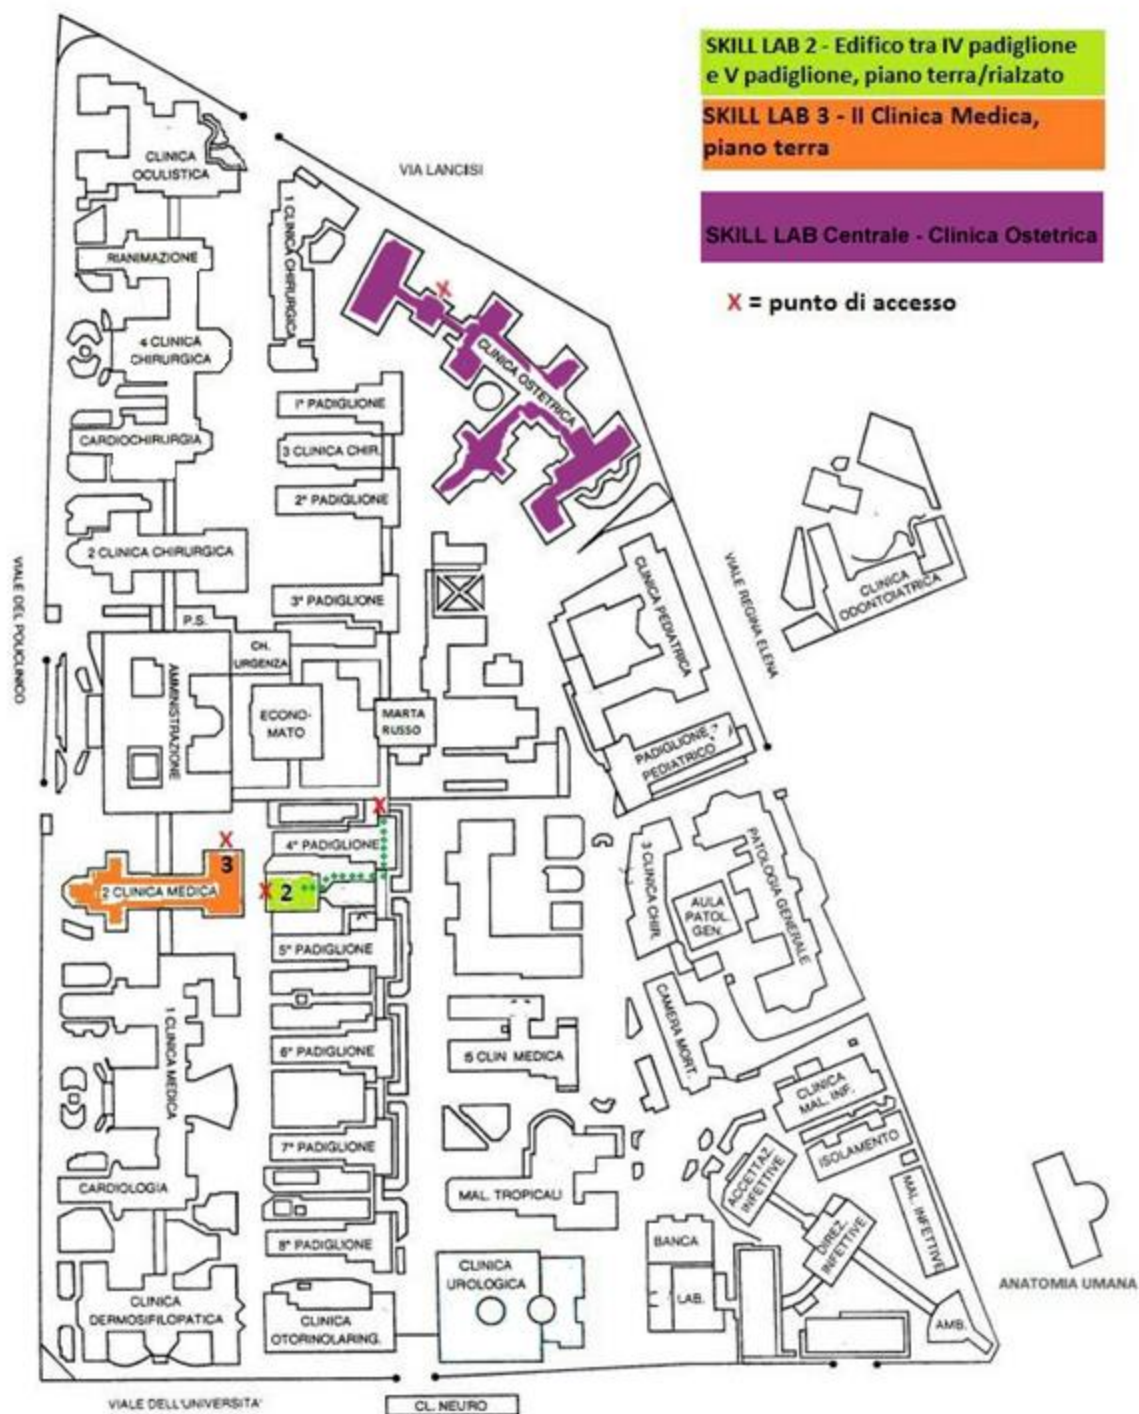 SKILL LAB 2 - Edifico tra IV padiglione
e V padiglione, piano terra/rialzato
SKILL LAB 3 - II Clinica Medica,
piano terra
SKILL LAB Centrale - Clinica Ostetrica
X = punto di accesso
CLINICA
OCULISTICA
VIA LANCISI
1 CLINICA CHIRURGICA
RIANIMAZIONE
X
4 CLINICA
CHIRURGICA
CLINICA OSTETRICA
1° PADIGLIONE
CARDIOCHIRURGIA
3 CLINICA CHIR.
2° PADIGLIONE
2 CLINICA CHIRURGICA
VIALE DEL POLICLINICO
CLINICA PEDIATRICA
VIALE REGINA ELENA
CLINICA
ODONTOIATRICA
3° PADIGLIONE
P.S.
CH.
URGENZA
AMMINISTRAZIONE
ECONO-
MATO
MARTA
RUSSO
PADIGLIONE
PEDIATRICO
X
X
4° PADIGLIONE
3
2 CLINICA MEDICA
X
2
3 CLINICA CHIR.
AULA
PATOL.
GEN.
PATOLOGIA GENERALE
5° PADIGLIONE
1 CLINICA MEDICA
CAMERA MORT.
6° PADIGLIONE
5 CLIN MEDICA
CLINICA
MAL. INF.
ISOLAMENTO
7° PADIGLIONE
CARDIOLOGIA
MAL. TROPICALI
ACCETTAZ.
INFETTIVE
MAL. INFETTIVE
DIREZ.
INFETTIVE
8° PADIGLIONE
BANCA
LAB.
CLINICA
UROLOGICA
ANATOMIA UMANA
CLINICA
DERMOSIFILOPATICA
CLINICA
OTORINOLARING.
AMB.
VIALE DELL'UNIVERSITA'
CL. NEURO